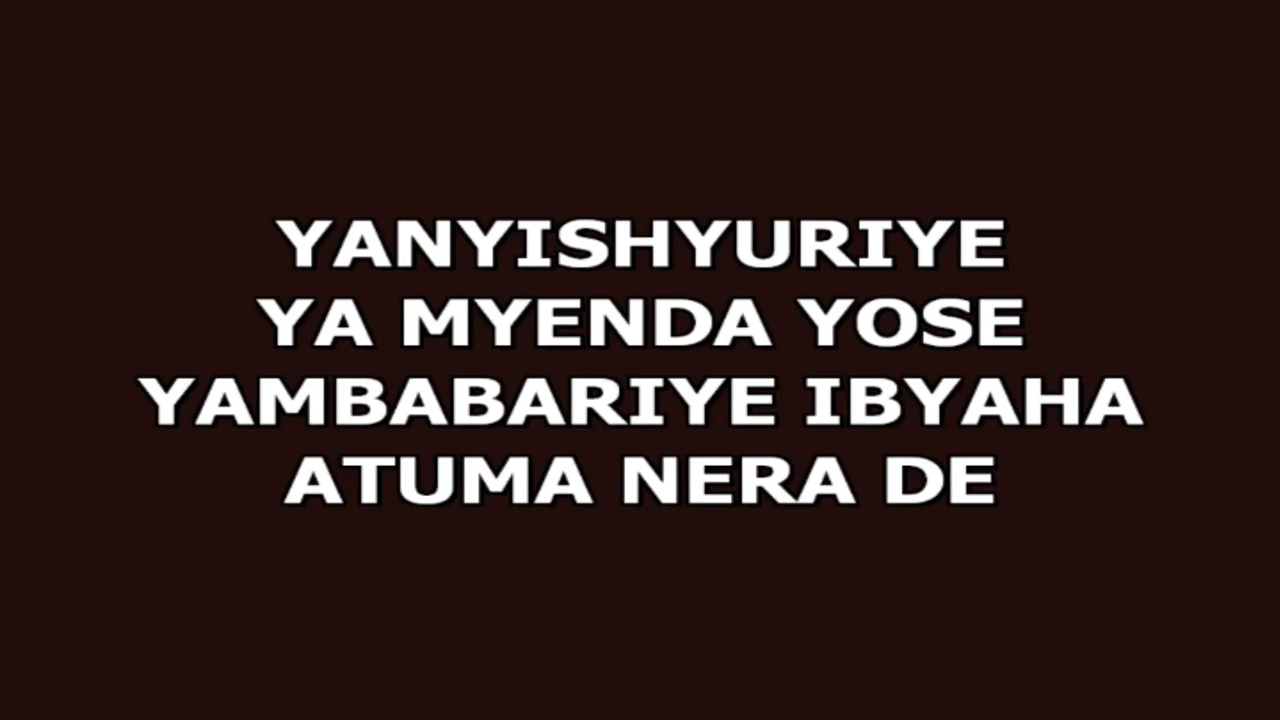 YANYISHYURIYE
YA MYENDA YOSE
YAMBABARIYE IBYAHA
ATUMA NERA DE